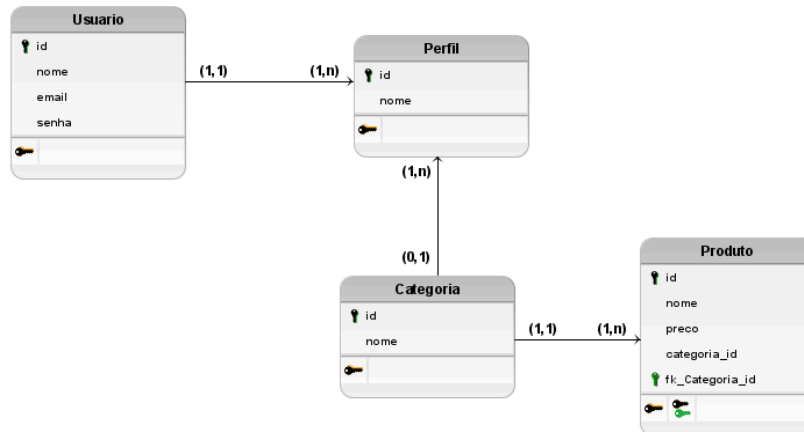 Usuario
id
nome
email
senha
(1,1)
(1,n)
Perfil
id
nome
(1,n)
(0,1)
Categoria
id
nome
(1,1)
(1,n)
Produto
id
nome
preco
categoria_id
fk_Categoria_id